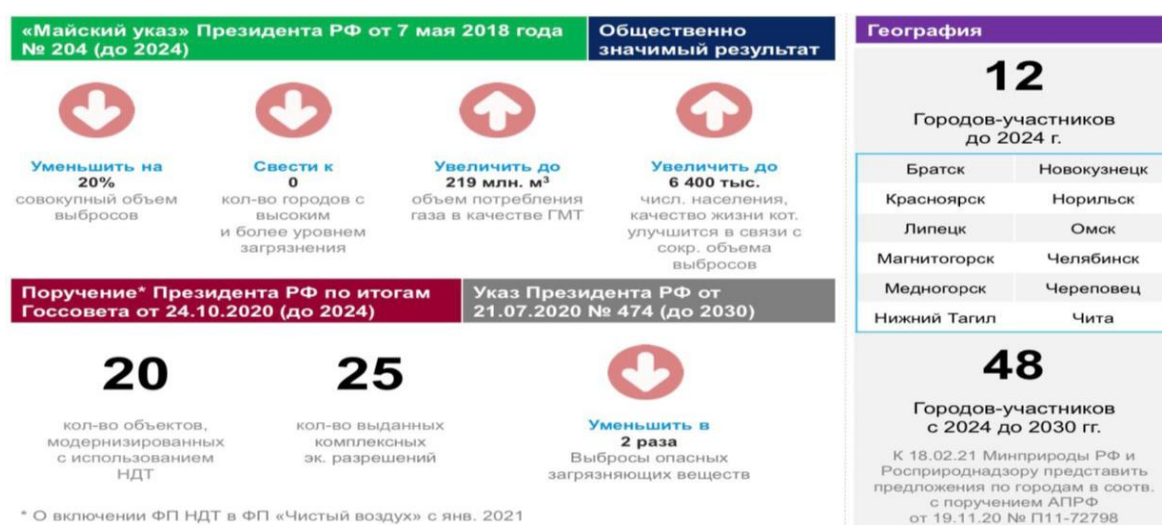 «Майский указ» Президента РФ от 7 мая 2018 года
№ 204 (до 2024)
Общественно
значимый результат
Уменьшить на
20%
совокупный объем
выбросов
Свести к
0
кол-во городов с
высоким
и более уровнем
загрязнения
Увеличить до
219 млн. м³
объем потребления
газа в качестве ГМТ
Увеличить до
6 400 тыс.
числ. населения,
качество жизни кот.
улучшится в связи с
сокр. объема
выбросов
Поручение* Президента РФ по итогам
Госсовета от 24.10.2020 (до 2024)
Указ Президента РФ от
21.07.2020 № 474 (до 2030)
20
кол-во объектов,
модернизированных
с использованием
НДТ
25
кол-во выданных
комплексных
эк. разрешений
Уменьшить в
2 раза
Выбросы опасных
загрязняющих веществ
* О включении ФП НДТ в ФП «Чистый воздух» с янв. 2021
География
12
Городов-участников
до 2024 г.
Братск Новокузнецк
Красноярск Норильск
Липецк Омск
Магнитогорск Челябинск
Медногорск Череповец
Нижний Тагил Чита
48
Городов-участников
с 2024 до 2030 гг.
К 18.02.21 Минприроды РФ и
Росприроднадзору представить
предложения по городам в соотв.
с поручением АПРФ
от 19.11.20 № П11-72798